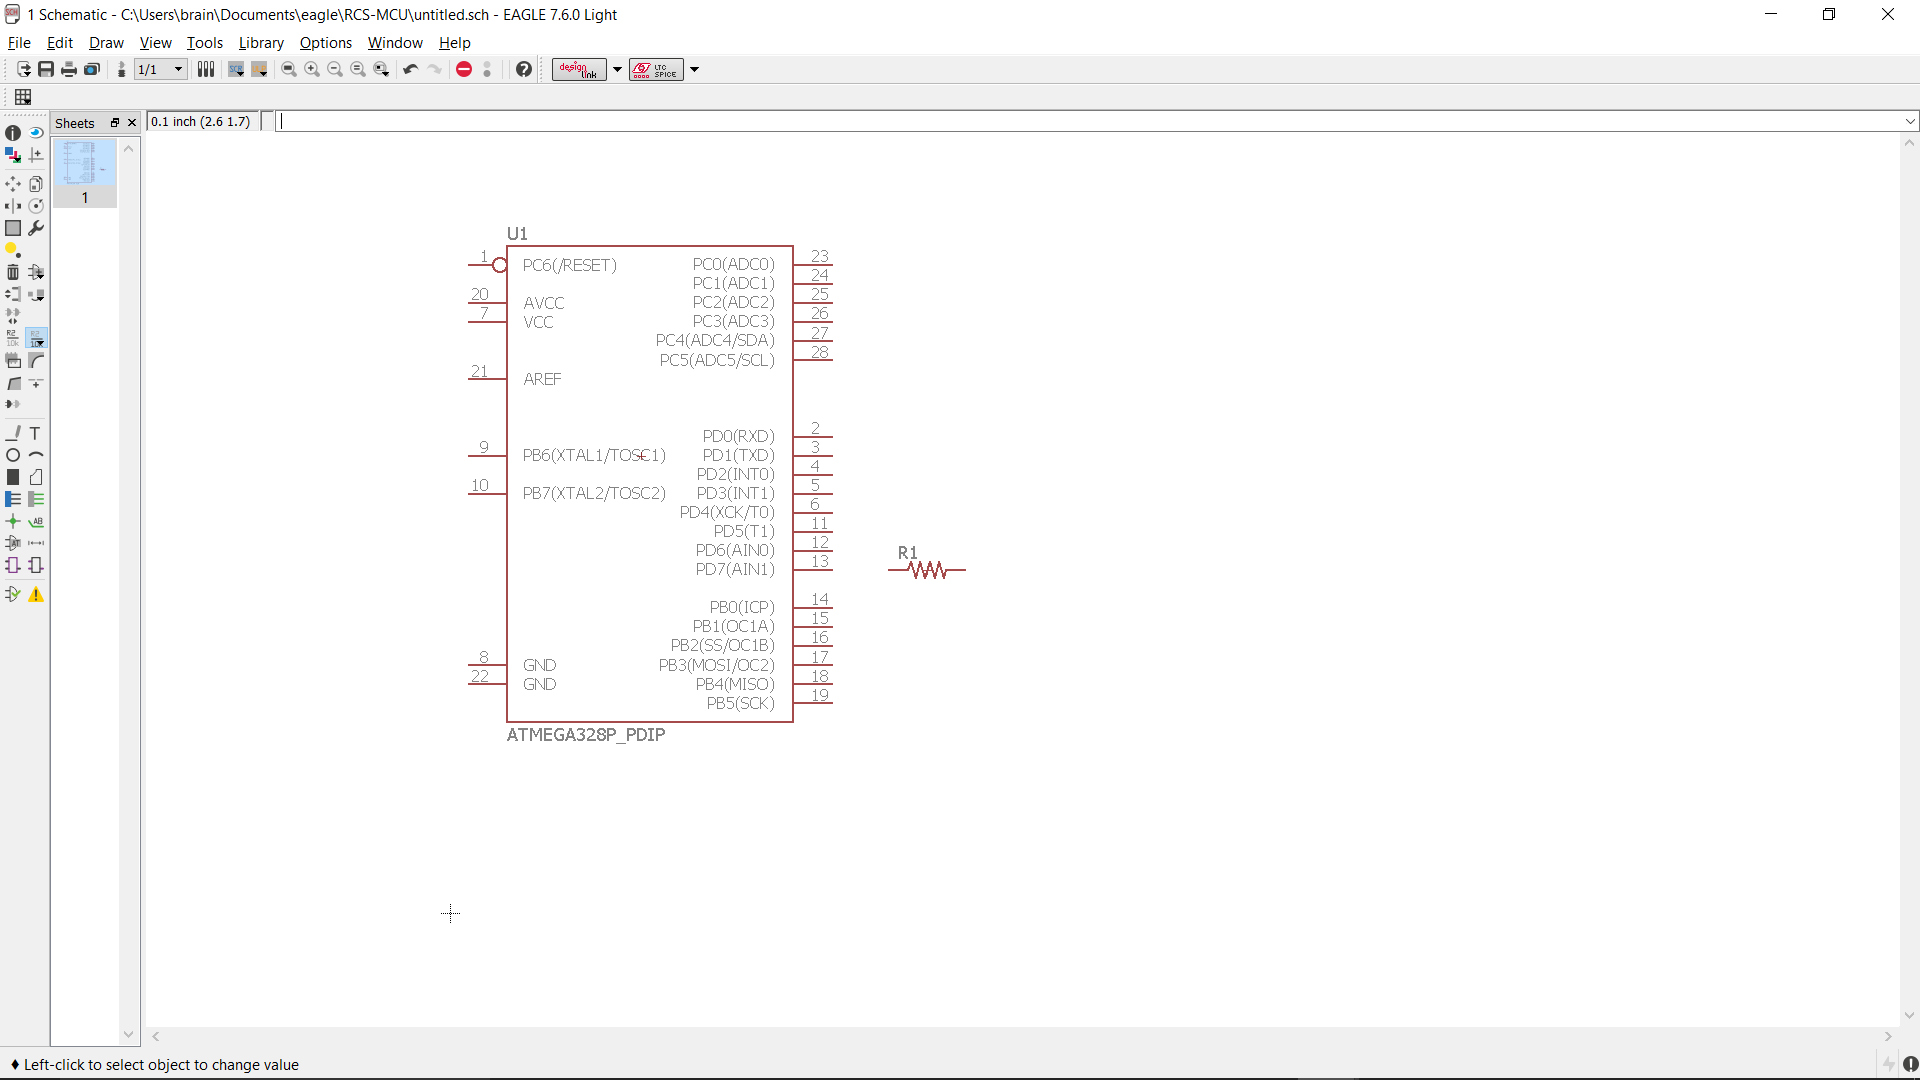 1 Schematic - C:\Users\brain\Documents\eagle\RCS-MCU\untitled.sch - EAGLE 7.6.0 Light
File Edit Draw View Tools Library Options Window Help
1/1 SCR design link LTC SPICE
Sheets 0.1 inch (2.6 1.7)
1
U1
1 PC6(/RESET) PC0(ADC0) 23
PC1(ADC1) 24
20 AVCC PC2(ADC2) 25
7 VCC PC3(ADC3) 26
PC4(ADC4/SDA) 27
PC5(ADC5/SCL) 28
21 AREF
PD0(RXD) 2
9 PB6(XTAL1/TOSC1) PD1(TXD) 3
PD2(INT0) 4
10 PB7(XTAL2/TOSC2) PD3(INT1) 5
PD4(XCK/T0) 6
PD5(T1) 11
PD6(AIN0) 12
PD7(AIN1) 13
R1
PB0(ICP) 14
PB1(OC1A) 15
PB2(SS/OC1B) 16
8 GND PB3(MOSI/OC2) 17
22 GND PB4(MISO) 18
PB5(SCK) 19
ATMEGA328P_PDIP
Left-click to select object to change value